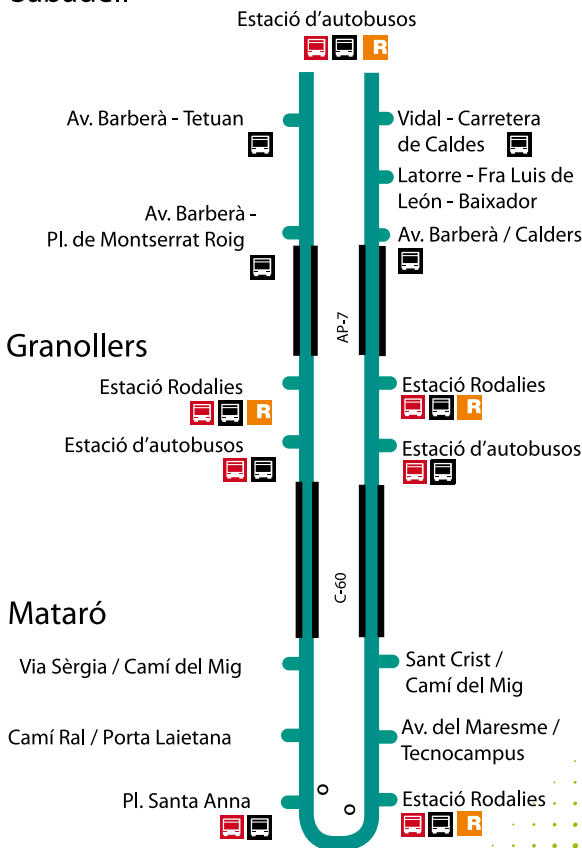 Sabadell
Estació d'autobusos
R
Av. Barberà - Tetuan
Vidal - Carretera
de Caldes
Latorre - Fra Luis de
León - Baixador
Av. Barberà -
Pl. de Montserrat Roig
Av. Barberà / Calders
AP-7
Granollers
Estació Rodalies
R
Estació Rodalies
R
Estació d'autobusos
Estació d'autobusos
C-60
Mataró
Via Sèrgia / Camí del Mig
Sant Crist /
Camí del Mig
Camí Ral / Porta Laietana
Av. del Maresme /
Tecnocampus
Pl. Santa Anna
Estació Rodalies
R